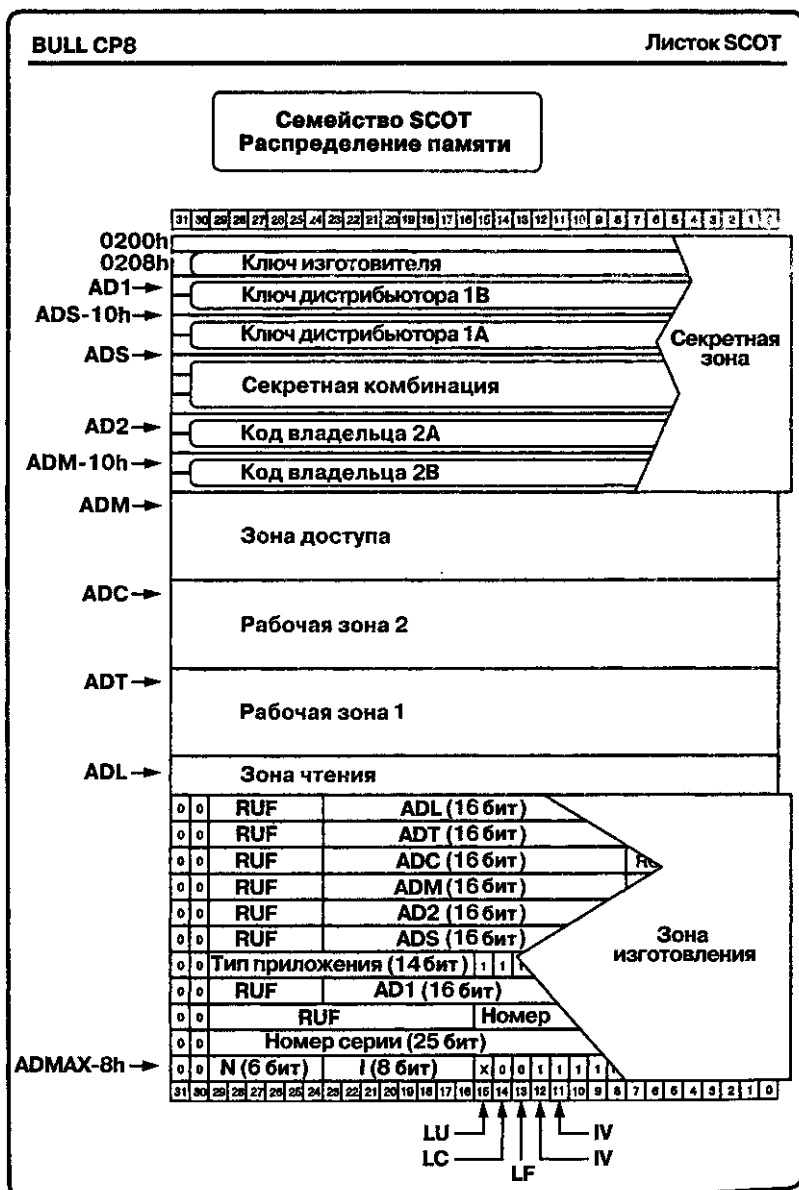 BULL CP8 Листок SCOT
Семейство SCOT
Распределение памяти
31 30 29 28 27 26 25 24 23 22 21 20 19 18 17 16 15 14 13 12 11 10 9 8 7 6 5 4 3 2 1
0200h
0208h Ключ изготовителя
AD1 Ключ дистрибьютора 1B
ADS-10h
Ключ дистрибьютора 1A
Секретная
зона
ADS
Секретная комбинация
AD2 Код владельца 2A
ADM-10h Код владельца 2B
ADM
Зона доступа
ADC
Рабочая зона 2
ADT
Рабочая зона 1
ADL Зона чтения
0 0 RUF ADL (16 бит)
0 0 RUF ADT (16 бит)
0 0 RUF ADC (16 бит)
0 0 RUF ADM (16 бит)
0 0 RUF AD2 (16 бит)
0 0 RUF ADS (16 бит)
Зона
изготовления
0 0 Тип приложения (14 бит) 1 1 1
0 0 RUF AD1 (16 бит)
0 0 RUF Номер
0 0 Номер серии (25 бит)
ADMAX-8h 0 0 N (6 бит) I (8 бит) X 0 0 1 1 1 1 1
31 30 29 28 27 26 25 24 23 22 21 20 19 18 17 16 15 14 13 12 11 10 9 8 7 6 5 4 3 2 1 0
LU IV
LC IV
LF